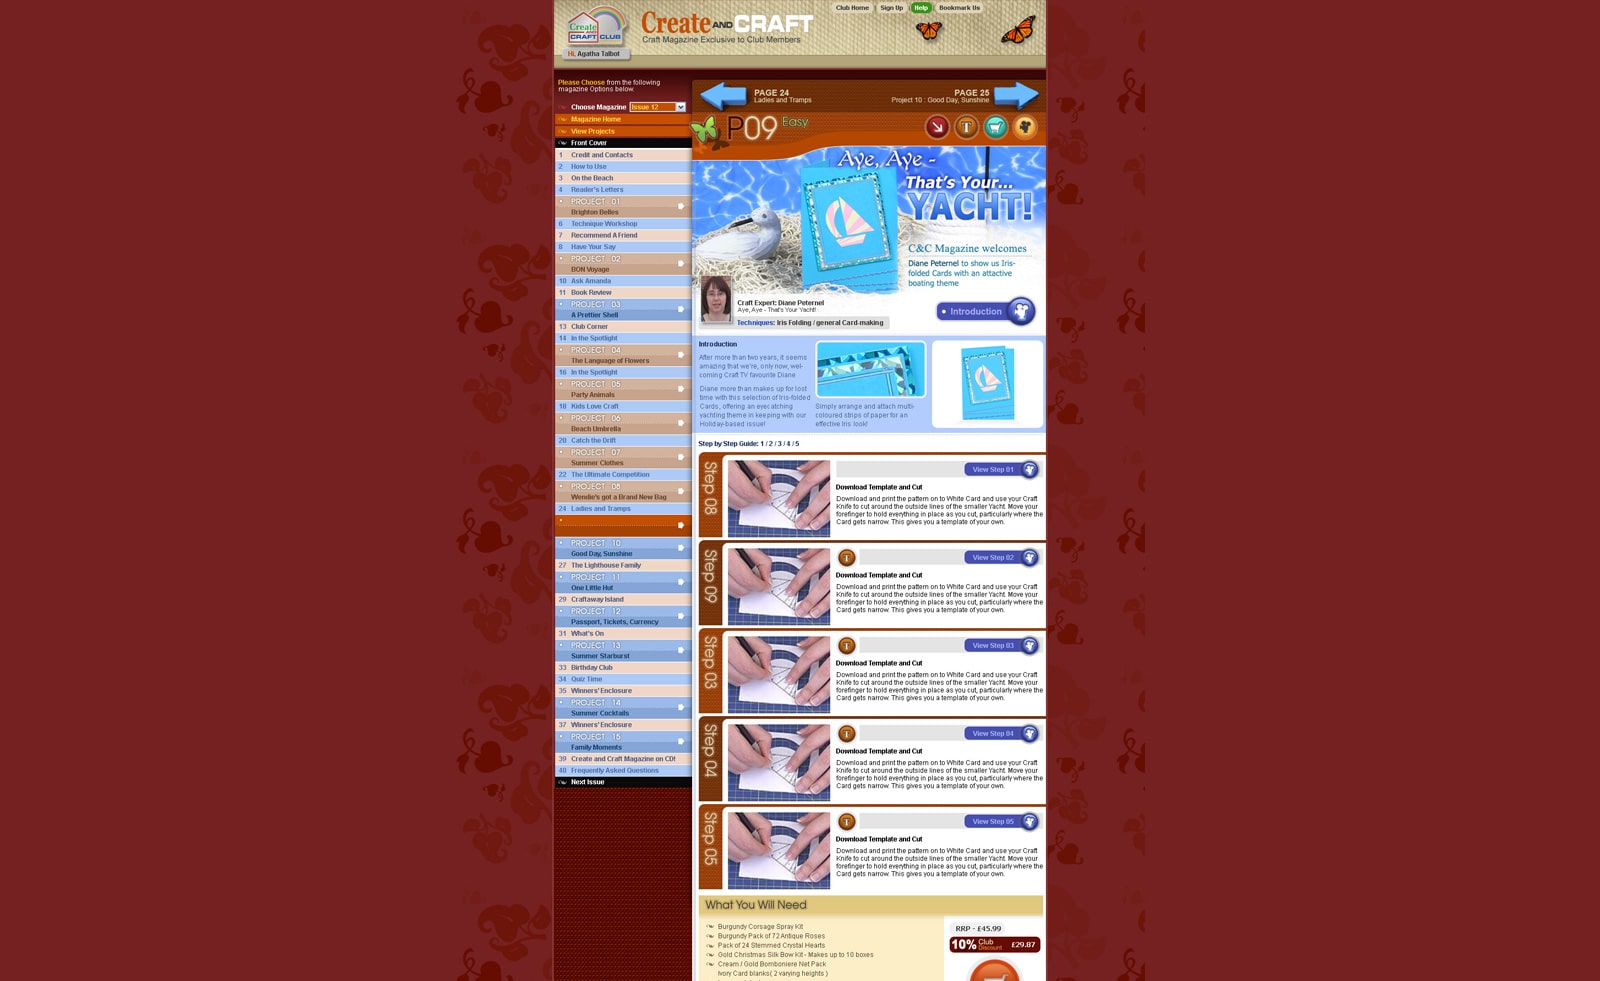 Club Home
Sign Up
Help
Bookmark Us
Create AND CRAFT
Craft Magazine Exclusive to Club Members
Create
and
CRAFT CLUB
Hi, Agatha Talbot
Please Choose from the following
magazine Options below.
Choose Magazine Issue 12
Magazine Home
View Projects
Front Cover
1 Credit and Contacts
2 How to Use
3 On the Beach
4 Reader's Letters
PROJECT 01
Brighton Belles
6 Technique Workshop
7 Recommend A Friend
8 Have Your Say
PROJECT 02
BON Voyage
10 Ask Amanda
11 Book Review
PROJECT 03
A Prettier Shell
13 Club Corner
14 In the Spotlight
PROJECT 04
The Language of Flowers
16 In the Spotlight
PROJECT 05
Party Animals
18 Kids Love Craft
PROJECT 06
Beach Umbrella
20 Catch the Drift
PROJECT 07
Summer Clothes
22 The Ultimate Competition
PROJECT 08
Wendie's got a Brand New Bag
24 Ladies and Tramps
PROJECT 10
Good Day, Sunshine
27 The Lighthouse Family
PROJECT 11
One Little Hut
29 Craftaway Island
PROJECT 12
Passport, Tickets, Currency
31 What's On
PROJECT 13
Summer Starburst
33 Birthday Club
34 Quiz Time
35 Winners' Enclosure
PROJECT 14
Summer Cocktails
37 Winners' Enclosure
PROJECT 15
Family Moments
39 Create and Craft Magazine on CD!
40 Frequently Asked Questions
Next Issue
PAGE 24
Ladies and Tramps
PAGE 25
Project 10 : Good Day, Sunshine
P09 Easy
T
Aye, Aye -
That's Your...
YACHT!
C&C Magazine welcomes
Diane Peternel to show us Iris-
folded Cards with an attactive
boating theme
Craft Expert: Diane Peternel
Aye, Aye - That's Your Yacht!
Techniques: Iris Folding / general Card-making
Introduction
Introduction
After more than two years, it seems
amazing that we're, only now, wel-
coming Craft TV favourite Diane
Diane more than makes up for lost
time with this selection of Iris-folded
Cards, offering an eyecatching
yachting theme in keeping with our
Holiday-based issue!
Simply arrange and attach multi-
coloured strips of paper for an
effective Iris look!
Step by Step Guide: 1 / 2 / 3 / 4 / 5
Step 08
View Step 01
Download Template and Cut
Download and print the pattern on to White Card and use your Craft
Knife to cut around the outside lines of the smaller Yacht. Move your
forefinger to hold everything in place as you cut, particularly where the
Card gets narrow. This gives you a template of your own.
Step 09
T
View Step 02
Download Template and Cut
Download and print the pattern on to White Card and use your Craft
Knife to cut around the outside lines of the smaller Yacht. Move your
forefinger to hold everything in place as you cut, particularly where the
Card gets narrow. This gives you a template of your own.
Step 03
T
View Step 03
Download Template and Cut
Download and print the pattern on to White Card and use your Craft
Knife to cut around the outside lines of the smaller Yacht. Move your
forefinger to hold everything in place as you cut, particularly where the
Card gets narrow. This gives you a template of your own.
Step 04
T
View Step 04
Download Template and Cut
Download and print the pattern on to White Card and use your Craft
Knife to cut around the outside lines of the smaller Yacht. Move your
forefinger to hold everything in place as you cut, particularly where the
Card gets narrow. This gives you a template of your own.
Step 05
T
View Step 05
Download Template and Cut
Download and print the pattern on to White Card and use your Craft
Knife to cut around the outside lines of the smaller Yacht. Move your
forefinger to hold everything in place as you cut, particularly where the
Card gets narrow. This gives you a template of your own.
What You Will Need
Burgundy Corsage Spray Kit
Burgundy Pack of 72 Antique Roses
Pack of 24 Stemmed Crystal Hearts
Gold Christmas Silk Bow Kit - Makes up to 10 boxes
Cream / Gold Bomboniere Net Pack
Ivory Card blanks( 2 varying heights )
RRP - £45.99
10% Club Discount £29.87